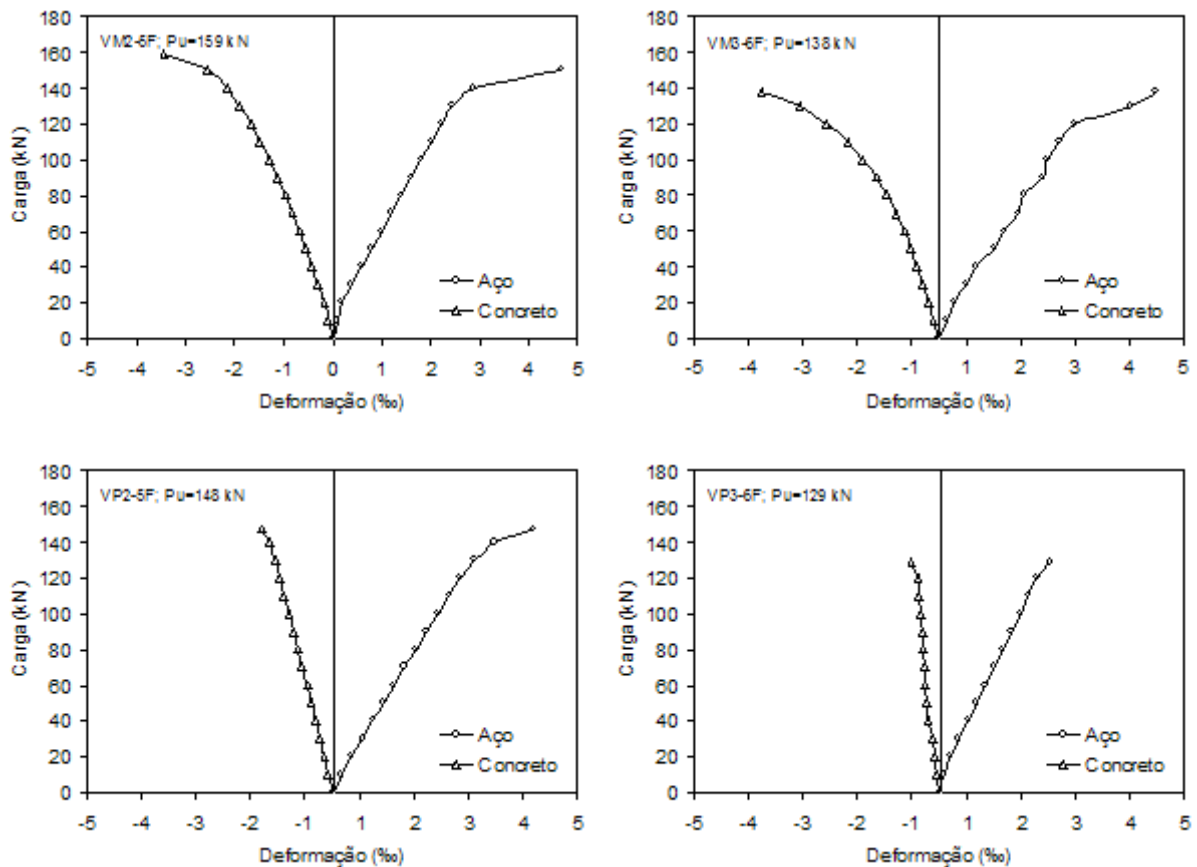 180
160
140
120
100
80
60
40
20
0
Carga (kN)
VM2-6F; Pu=159 kN
Aço
Concreto
-5 -4 -3 -2 -1 0 1 2 3 4 5
Deformação (‰)
180
160
140
120
100
80
60
40
20
0
Carga (kN)
VM3-6F; Pu=138 kN
Aço
Concreto
-5 -4 -3 -2 -1 1 2 3 4 5
Deformação (‰)
180
160
140
120
100
80
60
40
20
0
Carga (kN)
VP2-5F; Pu=148 kN
Aço
Concreto
-5 -4 -3 -2 -1 1 2 3 4 5
Deformação (‰)
180
160
140
120
100
80
60
40
20
0
Carga (kN)
VP3-6F; Pu=129 kN
Aço
Concreto
-5 -4 -3 -2 -1 1 2 3 4 5
Deformação (‰)